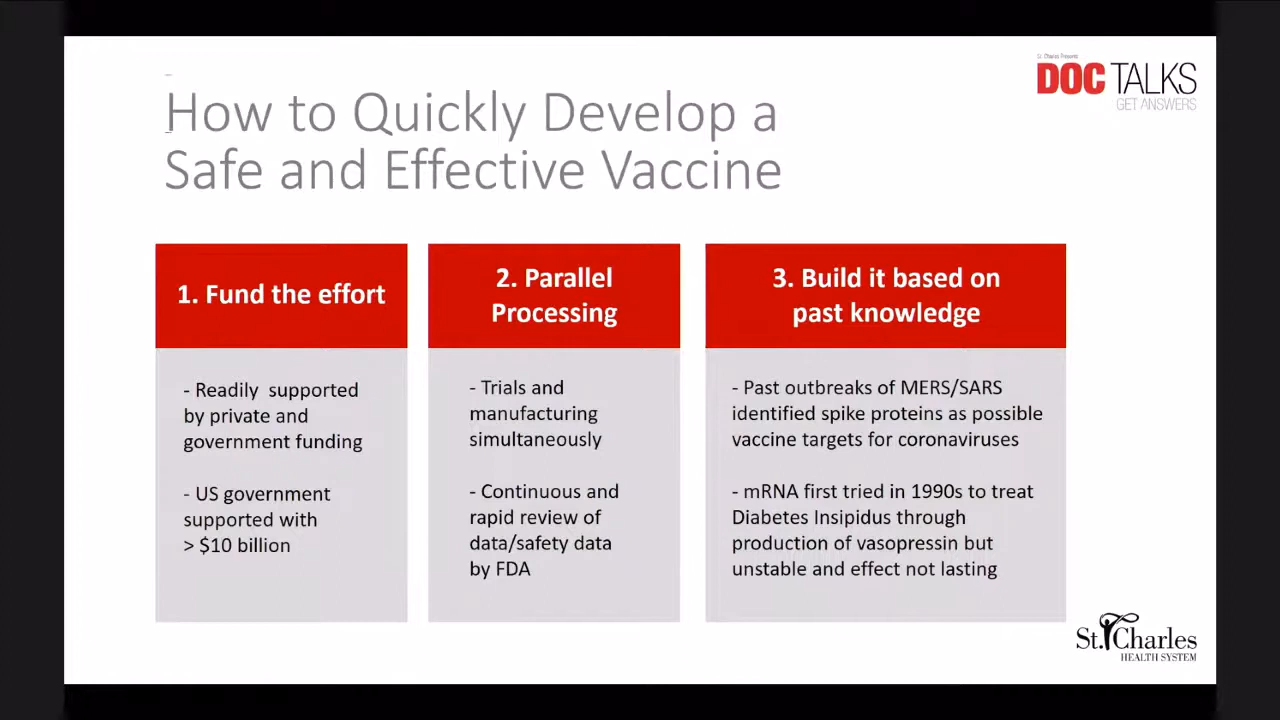 St. Charles Presents
DOC TALKS
GET ANSWERS
How to Quickly Develop a
Safe and Effective Vaccine
1. Fund the effort
- Readily supported
by private and
government funding
- US government
supported with
> $10 billion
2. Parallel
Processing
- Trials and
manufacturing
simultaneously
- Continuous and
rapid review of
data/safety data
by FDA
3. Build it based on
past knowledge
- Past outbreaks of MERS/SARS
identified spike proteins as possible
vaccine targets for coronaviruses
- mRNA first tried in 1990s to treat
Diabetes Insipidus through
production of vasopressin but
unstable and effect not lasting
St. Charles
HEALTH SYSTEM